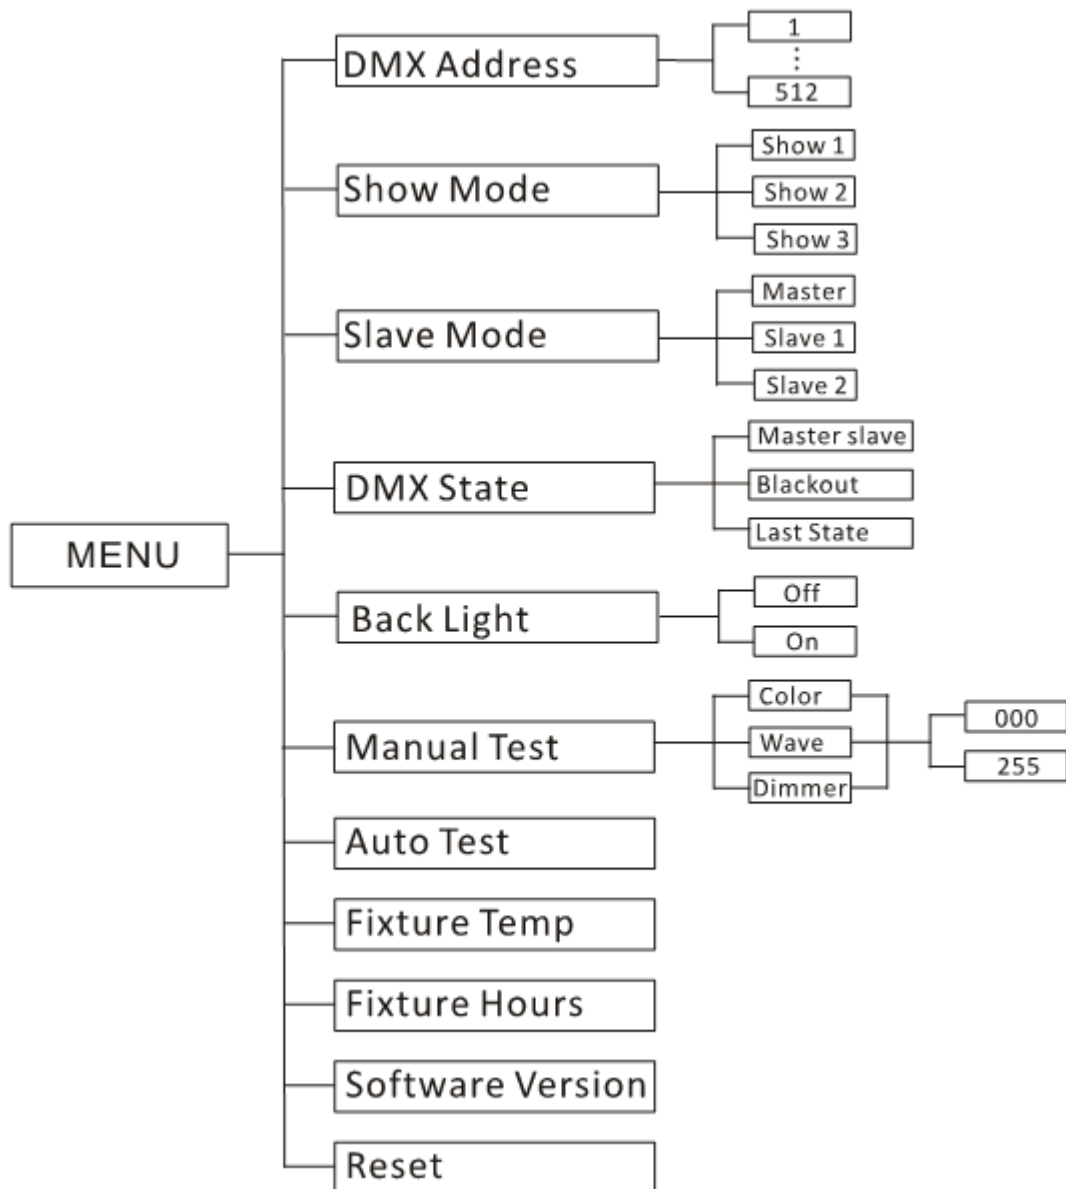 MENU
DMX Address
1
512
Show Mode
Show 1
Show 2
Show 3
Slave Mode
Master
Slave 1
Slave 2
DMX State
Master slave
Blackout
Last State
Back Light
Off
On
Manual Test
Color
Wave
Dimmer
000
255
Auto Test
Fixture Temp
Fixture Hours
Software Version
Reset